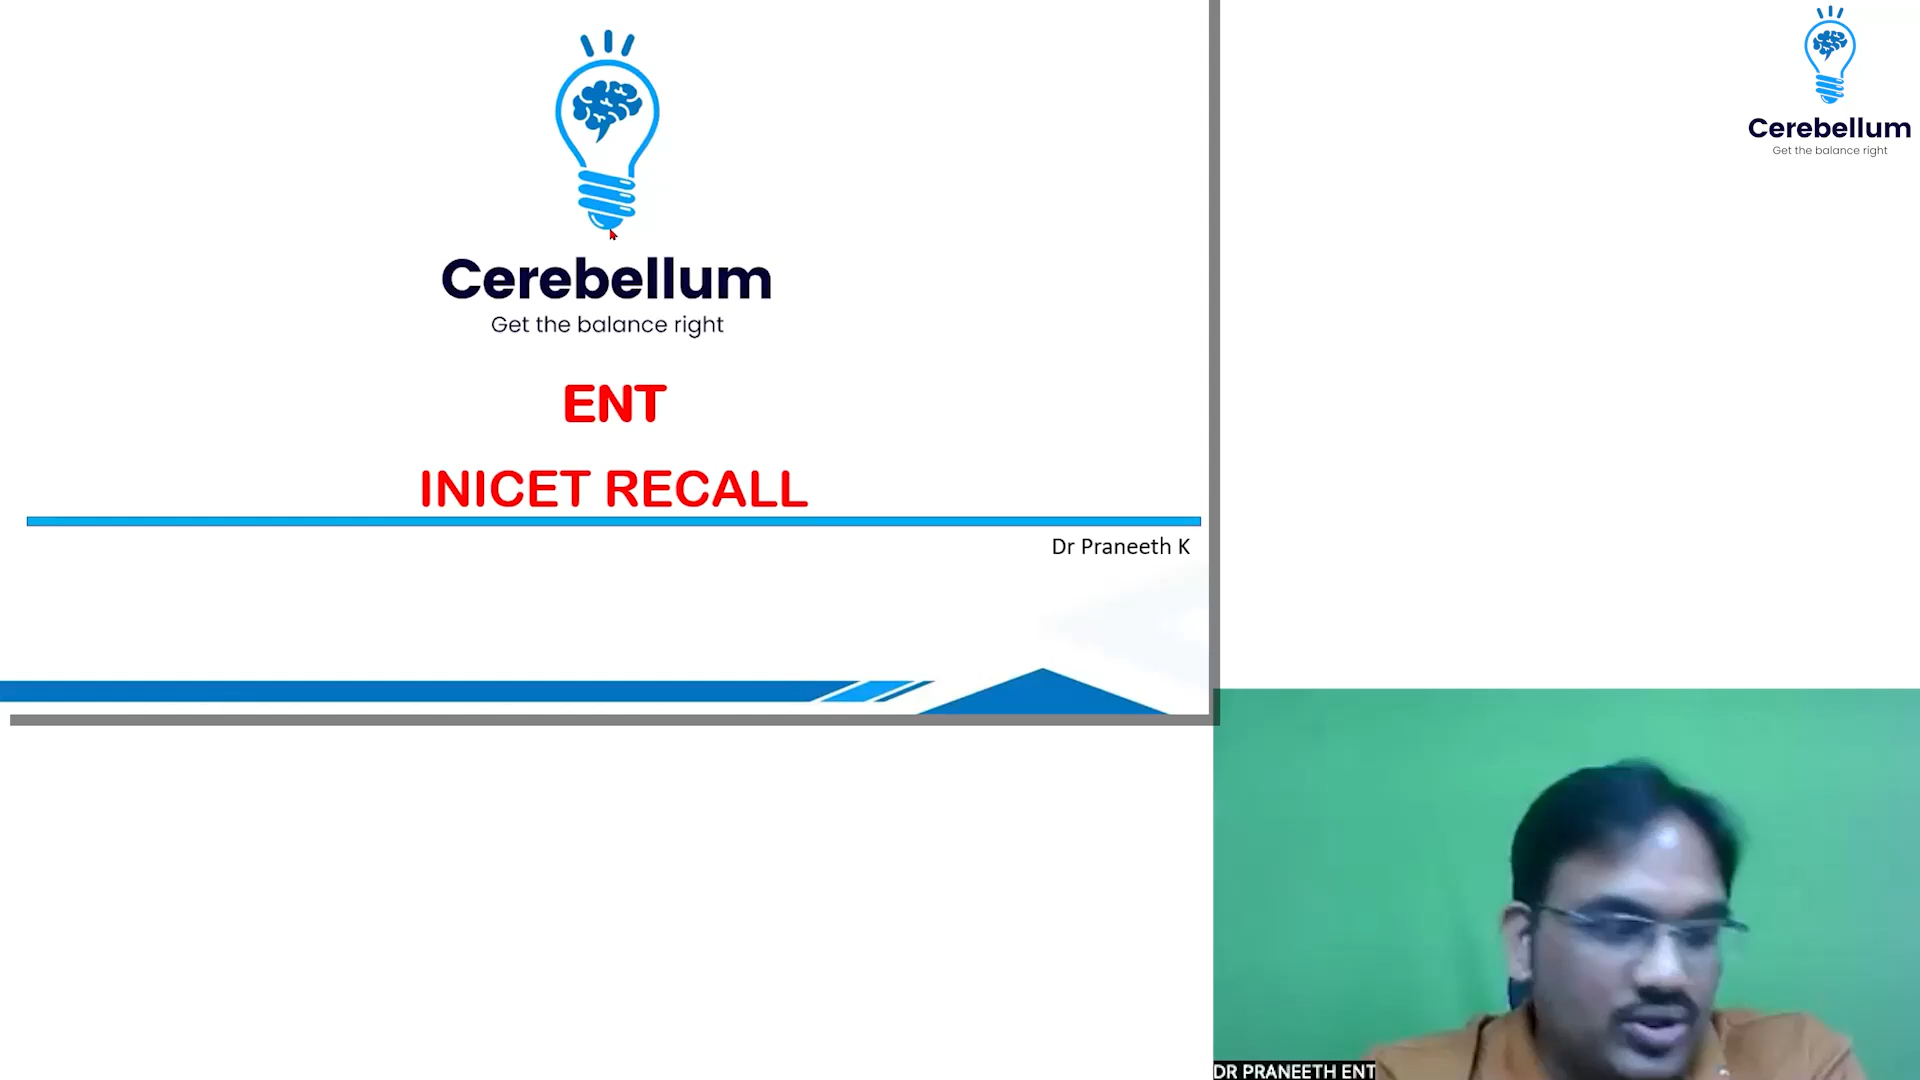 Cerebellum
Get the balance right
ENT
INICET RECALL
Dr Praneeth K
Cerebellum
Get the balance right
DR PRANEETH ENT